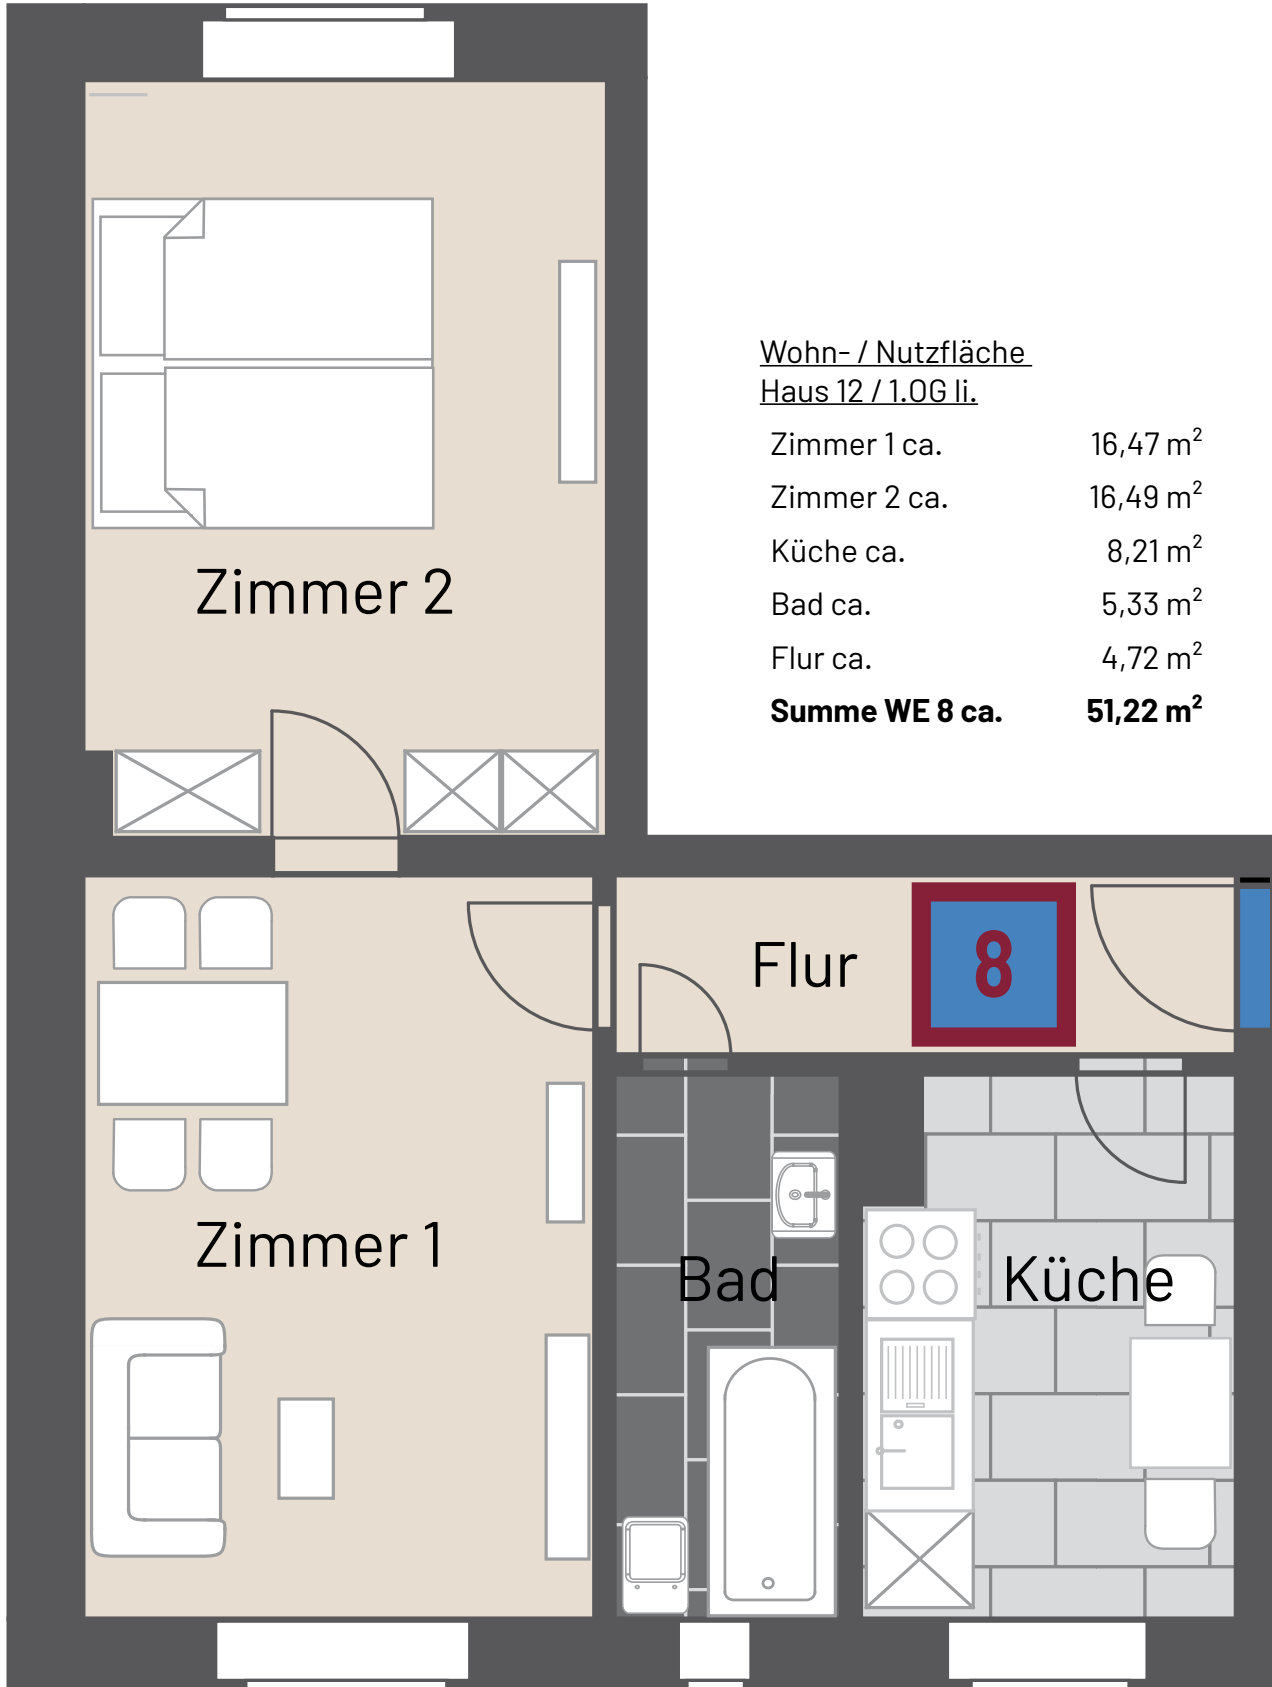 Wohn- / Nutzfläche
Haus 12 / 1.OG li.
Zimmer 1 ca. 16,47 m²
Zimmer 2 ca. 16,49 m²
Küche ca. 8,21 m²
Bad ca. 5,33 m²
Flur ca. 4,72 m²
Summe WE 8 ca. 51,22 m²
Zimmer 2
Flur
8
Zimmer 1
Bad
Küche